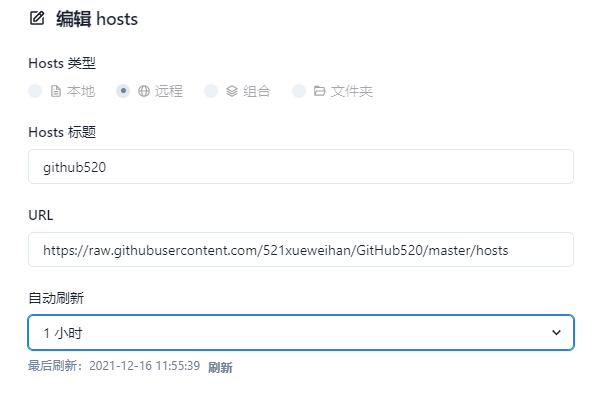 编辑 hosts
Hosts 类型
本地 远程 组合 文件夹
Hosts 标题
github520
URL
https://raw.githubusercontent.com/521xueweihan/GitHub520/master/hosts
自动刷新
1 小时
最后刷新：2021-12-16 11:55:39 刷新